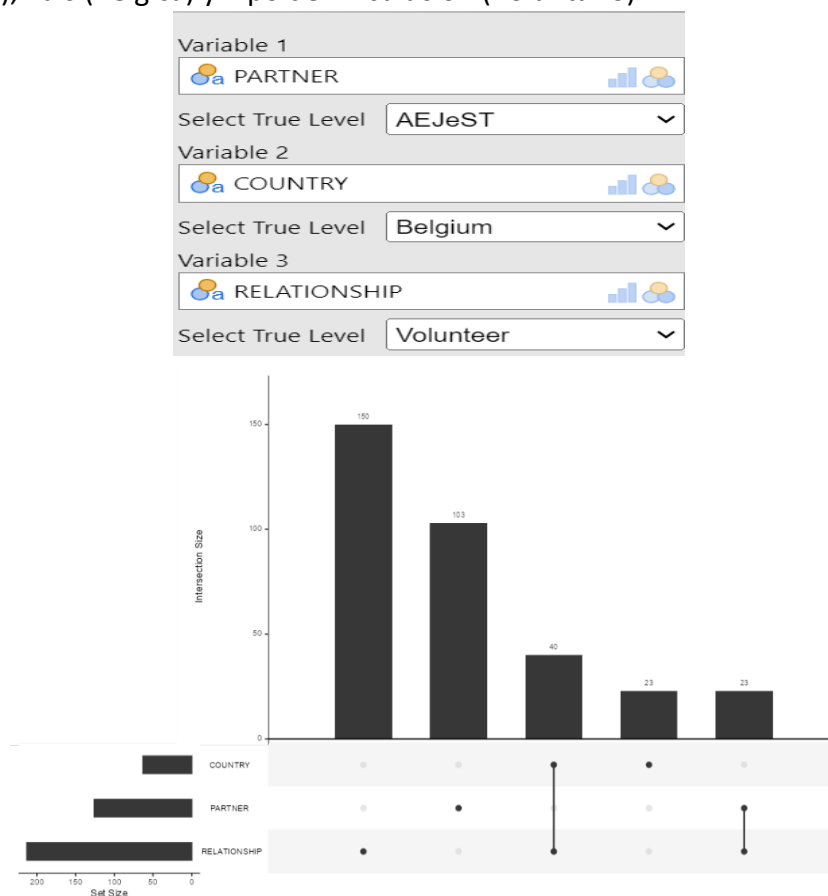 Variable 1
a PARTNER
Select True Level AEJeST
Variable 2
a COUNTRY
Select True Level Belgium
Variable 3
a RELATIONSHIP
Select True Level Volunteer
150
150
103
100
Intersection Size
50
40
23
23
0
COUNTRY
PARTNER
RELATIONSHIP
200 150 100 50 0
Set Size